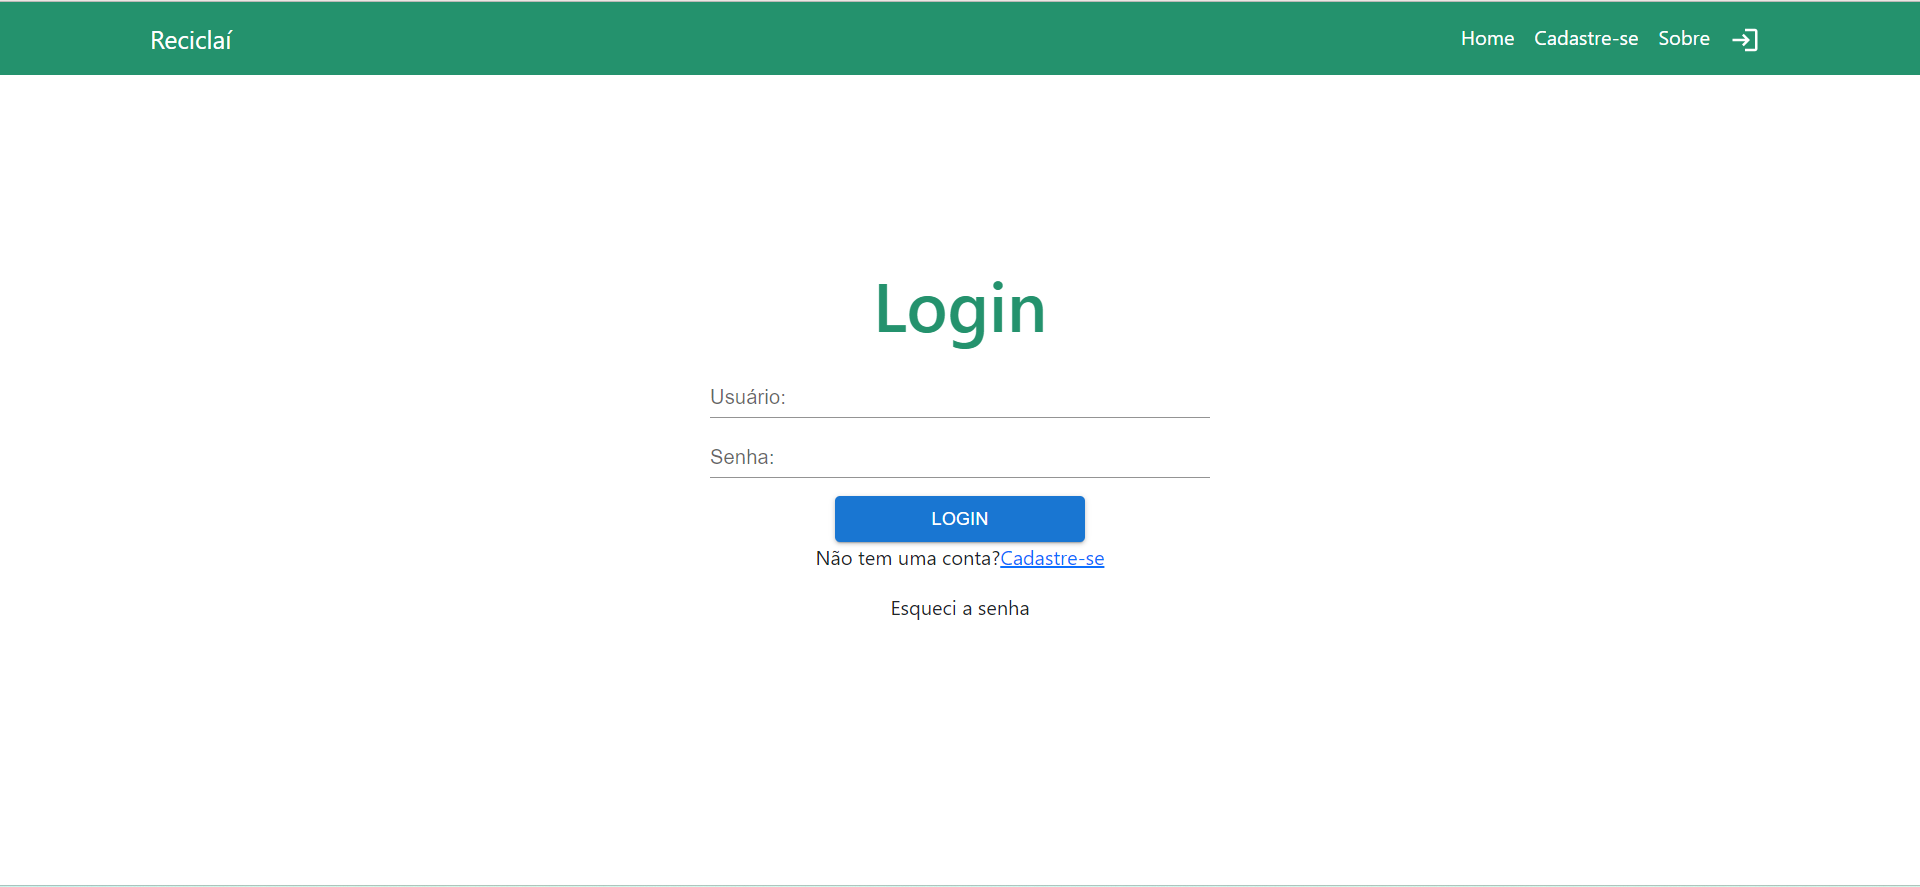 Reciclaí
Home Cadastre-se Sobre
Login
Usuário:
Senha:
LOGIN
Não tem uma conta?Cadastre-se
Esqueci a senha